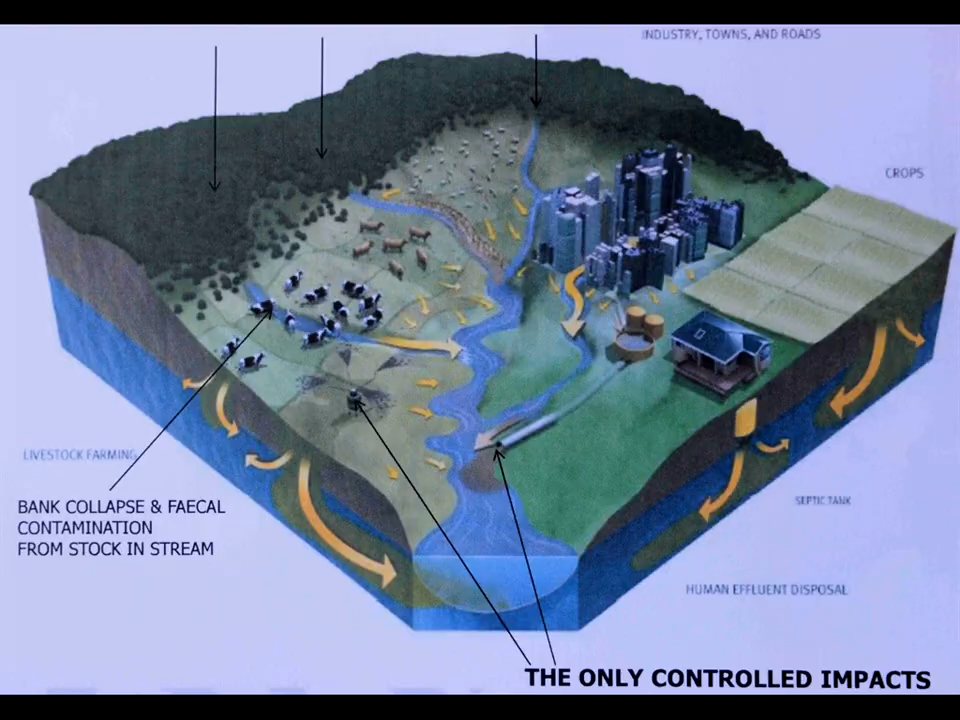 INDUSTRY, TOWNS, AND ROADS
CROPS
LIVESTOCK FARMING
BANK COLLAPSE & FAECAL
CONTAMINATION
FROM STOCK IN STREAM
SEPTIC TANK
HUMAN EFFLUENT DISPOSAL
THE ONLY CONTROLLED IMPACTS